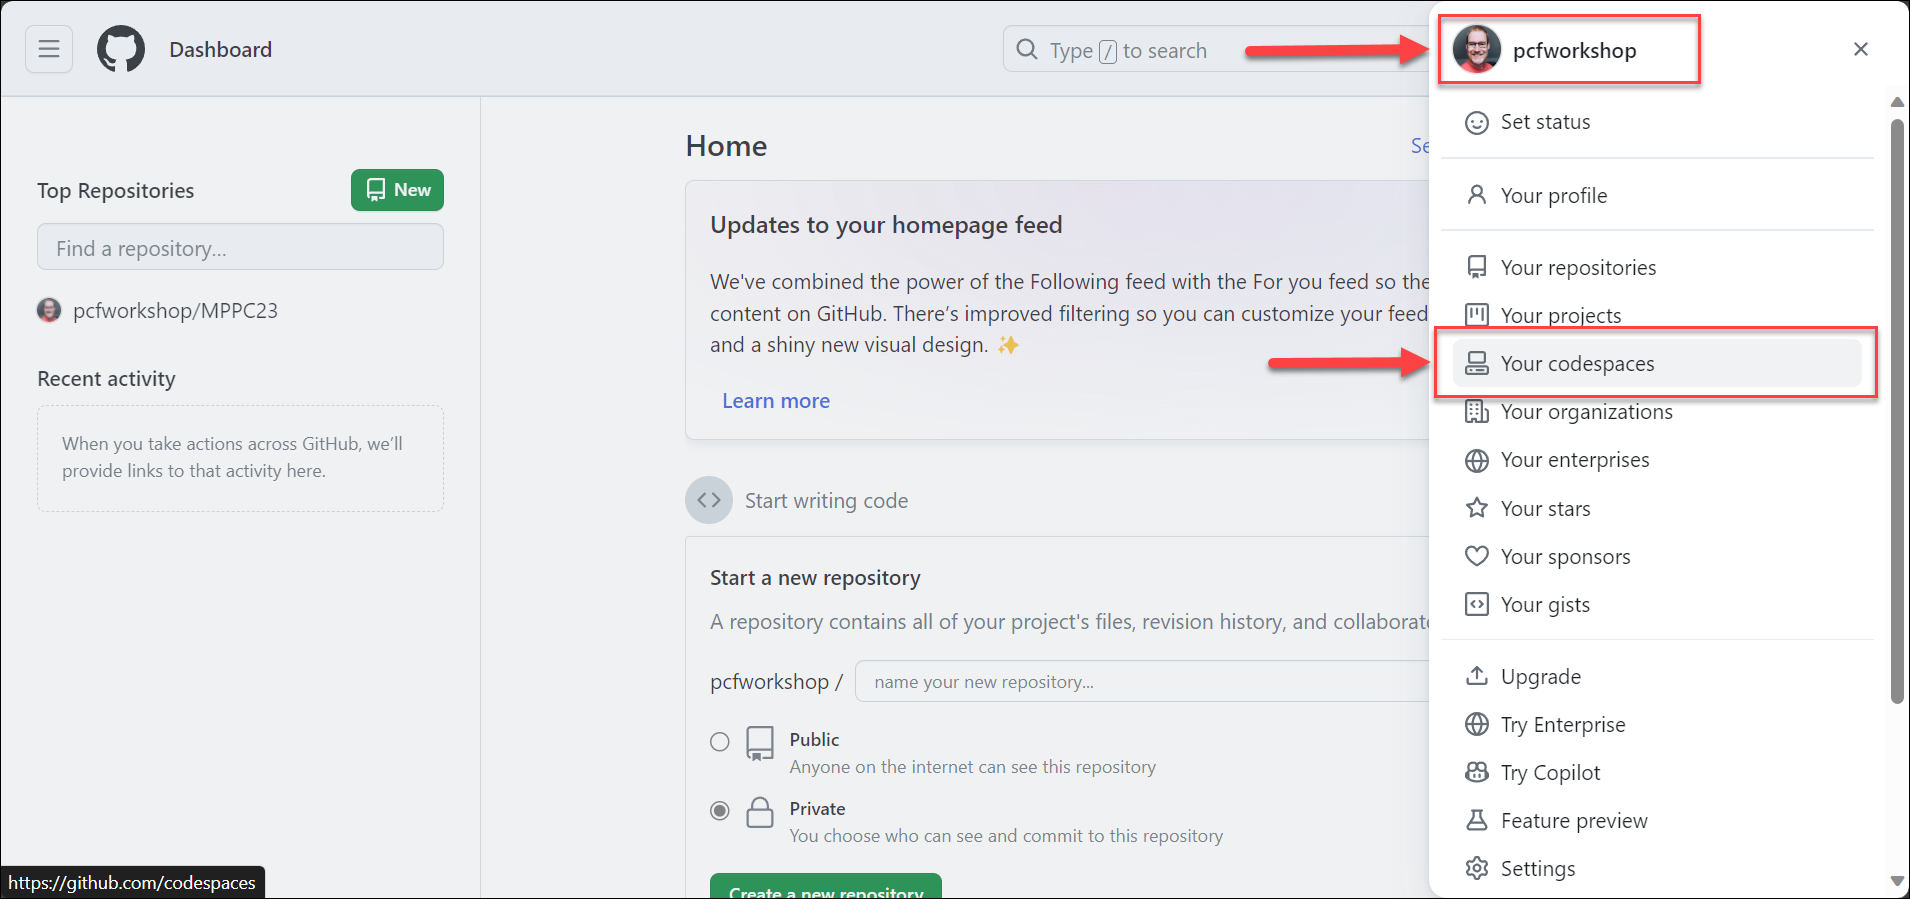 Dashboard
Type / to search
pcfworkshop
Top Repositories
New
Find a repository...
pcfworkshop/MPPC23
Recent activity
When you take actions across GitHub, we'll
provide links to that activity here.
Home
Updates to your homepage feed
We've combined the power of the Following feed with the For you feed so the
content on GitHub. There's improved filtering so you can customize your feed
and a shiny new visual design. ✨
Learn more
Start writing code
Start a new repository
A repository contains all of your project's files, revision history, and
pcfworkshop /
name your new repository...
Public
Anyone on the internet can see this repository
Private
You choose who can see and commit to this repository
Create a new repository
Set status
Your profile
Your repositories
Your projects
Your codespaces
Your organizations
Your enterprises
Your stars
Your sponsors
Your gists
Upgrade
Try Enterprise
Try Copilot
Feature preview
Settings
https://github.com/codespaces